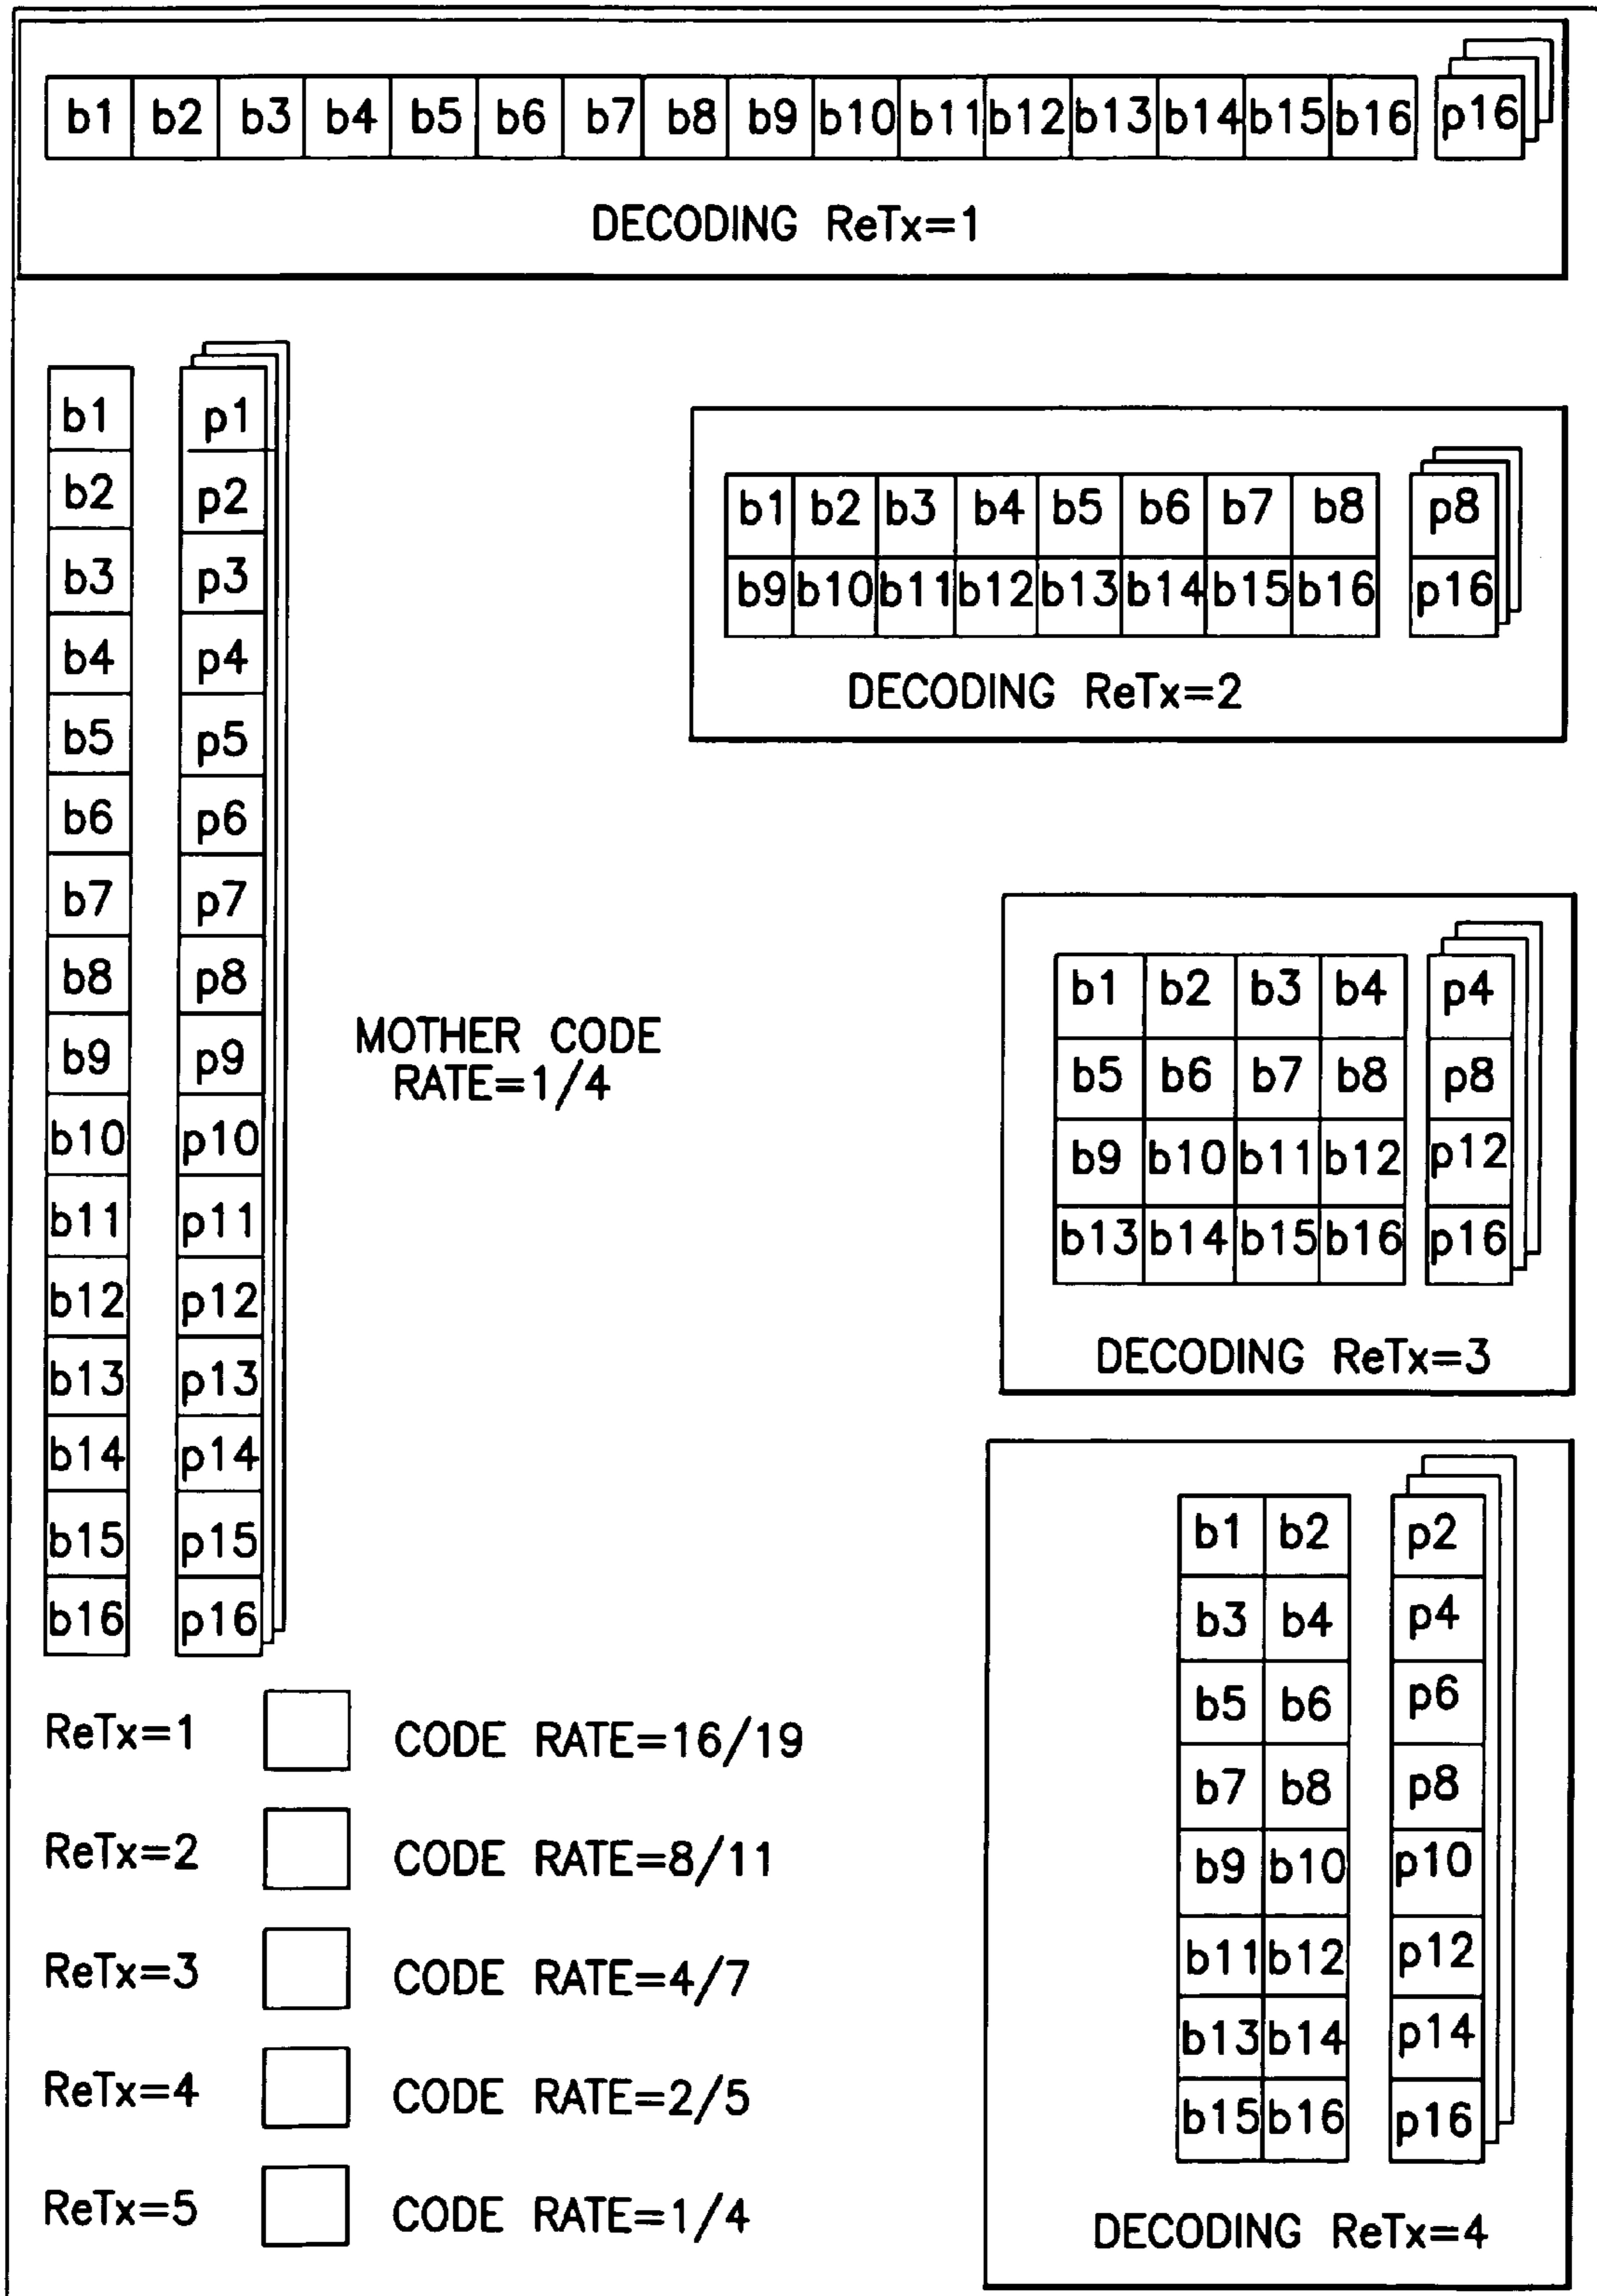 b1 b2 b3 b4 b5 b6 b7 b8 b9 b10 b11 b12 b13 b14 b15 b16 p16
DECODING ReTx=1
b1 p1
b2 p2
b3 p3
b4 p4
b5 p5
b6 p6
b7 p7
b8 p8
b9 p9
b10 p10
b11 p11
b12 p12
b13 p13
b14 p14
b15 p15
b16 p16
MOTHER CODE
RATE=1/4
b1 b2 b3 b4 b5 b6 b7 b8 p8
b9 b10 b11 b12 b13 b14 b15 b16 p16
DECODING ReTx=2
b1 b2 b3 b4 p4
b5 b6 b7 b8 p8
b9 b10 b11 b12 p12
b13 b14 b15 b16 p16
DECODING ReTx=3
b1 b2 p2
b3 b4 p4
b5 b6 p6
b7 b8 p8
b9 b10 p10
b11 b12 p12
b13 b14 p14
b15 b16 p16
DECODING ReTx=4
ReTx=1 CODE RATE=16/19
ReTx=2 CODE RATE=8/11
ReTx=3 CODE RATE=4/7
ReTx=4 CODE RATE=2/5
ReTx=5 CODE RATE=1/4